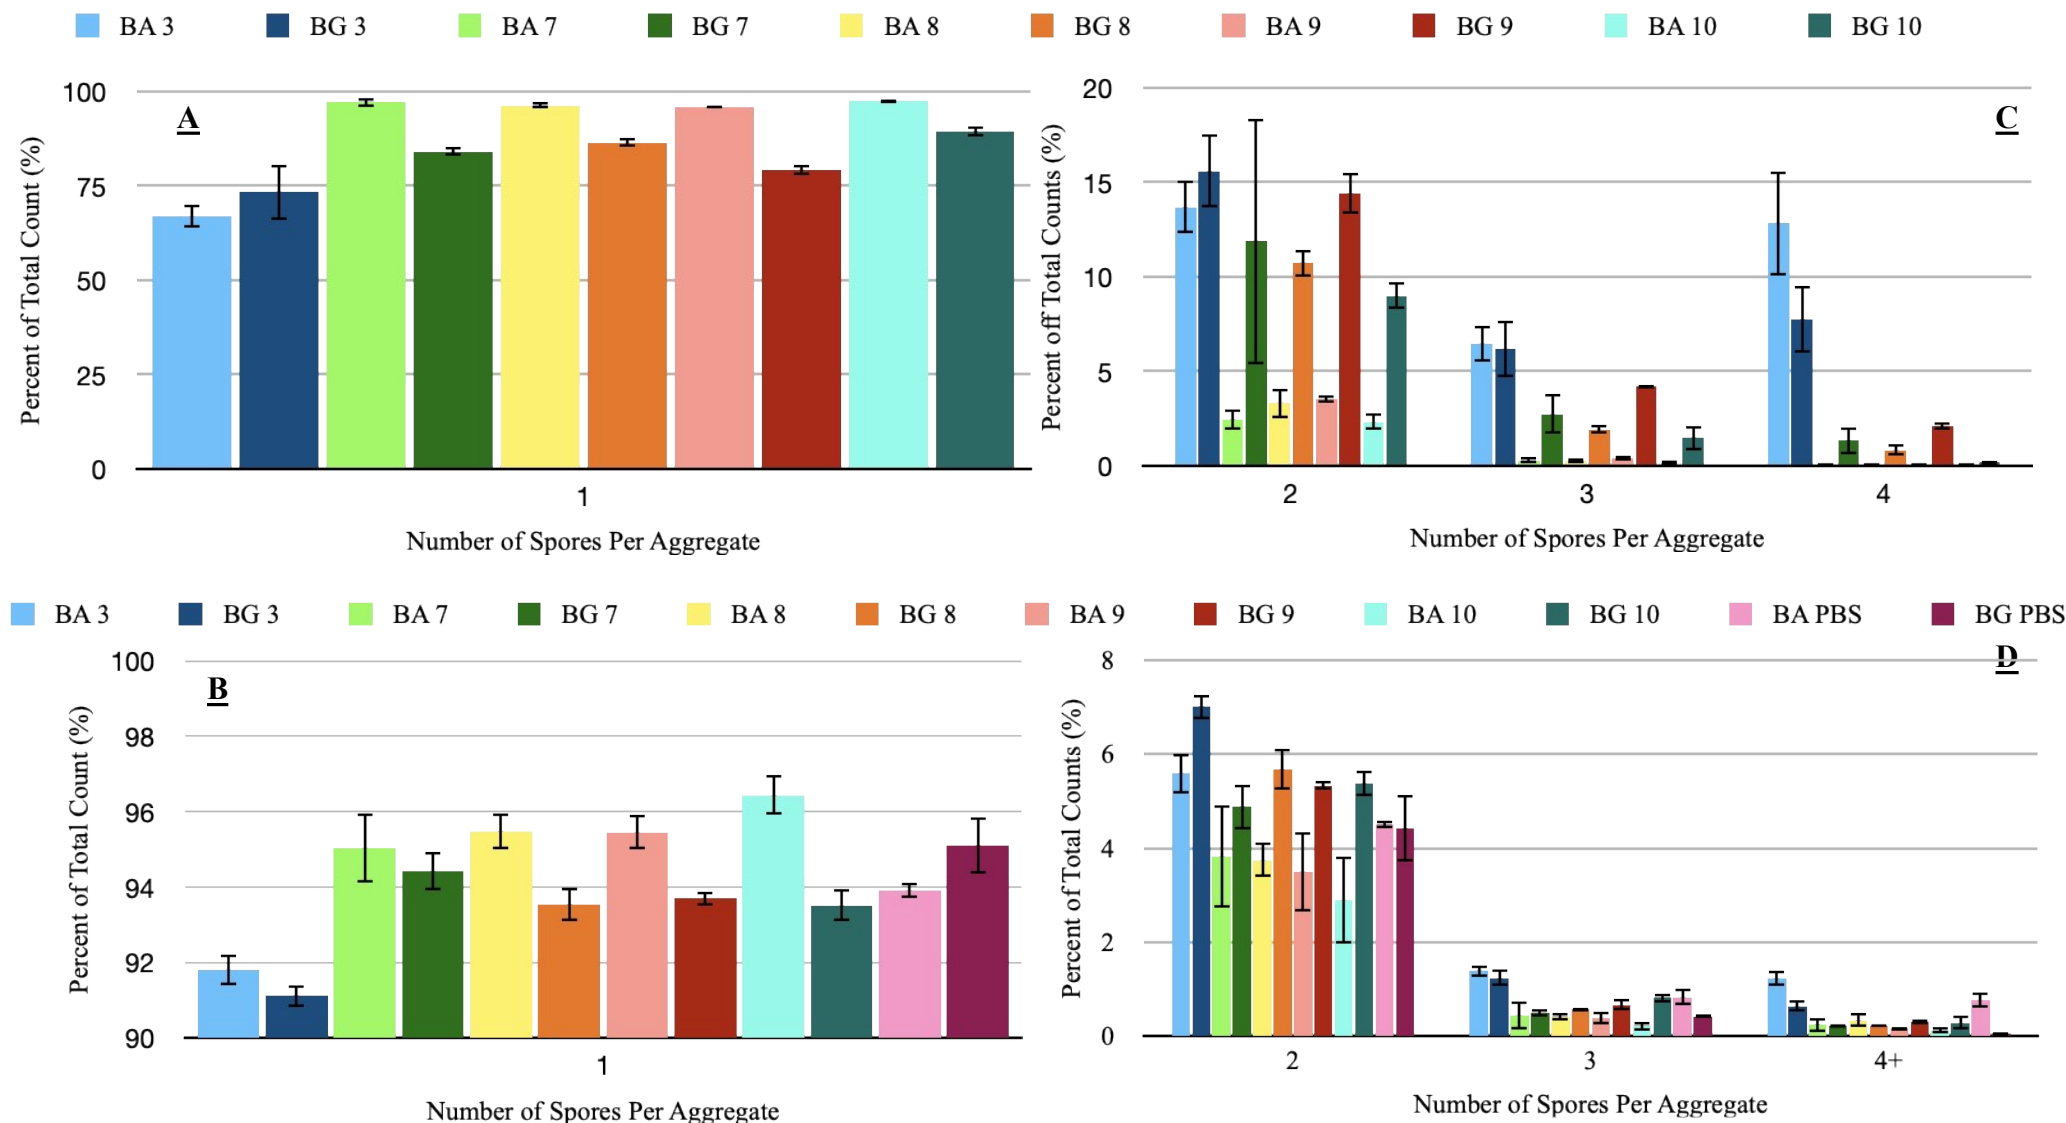 BA 3 BG 3 BA 7 BG 7 BA 8 BG 8 BA 9 BG 9 BA 10 BG 10
A
Percent of Total Count (%)
100
75
50
25
0
1
Number of Spores Per Aggregate
C
Percent off Total Counts (%)
20
15
10
5
0
2 3 4
Number of Spores Per Aggregate
BA 3 BG 3 BA 7 BG 7 BA 8 BG 8 BA 9 BG 9 BA 10 BG 10 BA PBS BG PBS
B
Percent of Total Count (%)
100
98
96
94
92
90
1
Number of Spores Per Aggregate
D
Percent of Total Counts (%)
8
6
4
2
0
2 3 4+
Number of Spores Per Aggregate